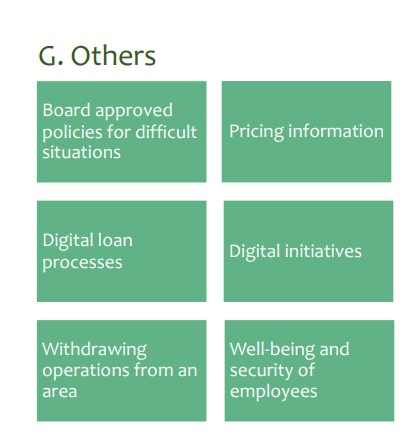 G. Others
Board approved
policies for difficult
situations
Pricing information
Digital loan
processes
Digital initiatives
Withdrawing
operations from an
area
Well-being and
security of
employees